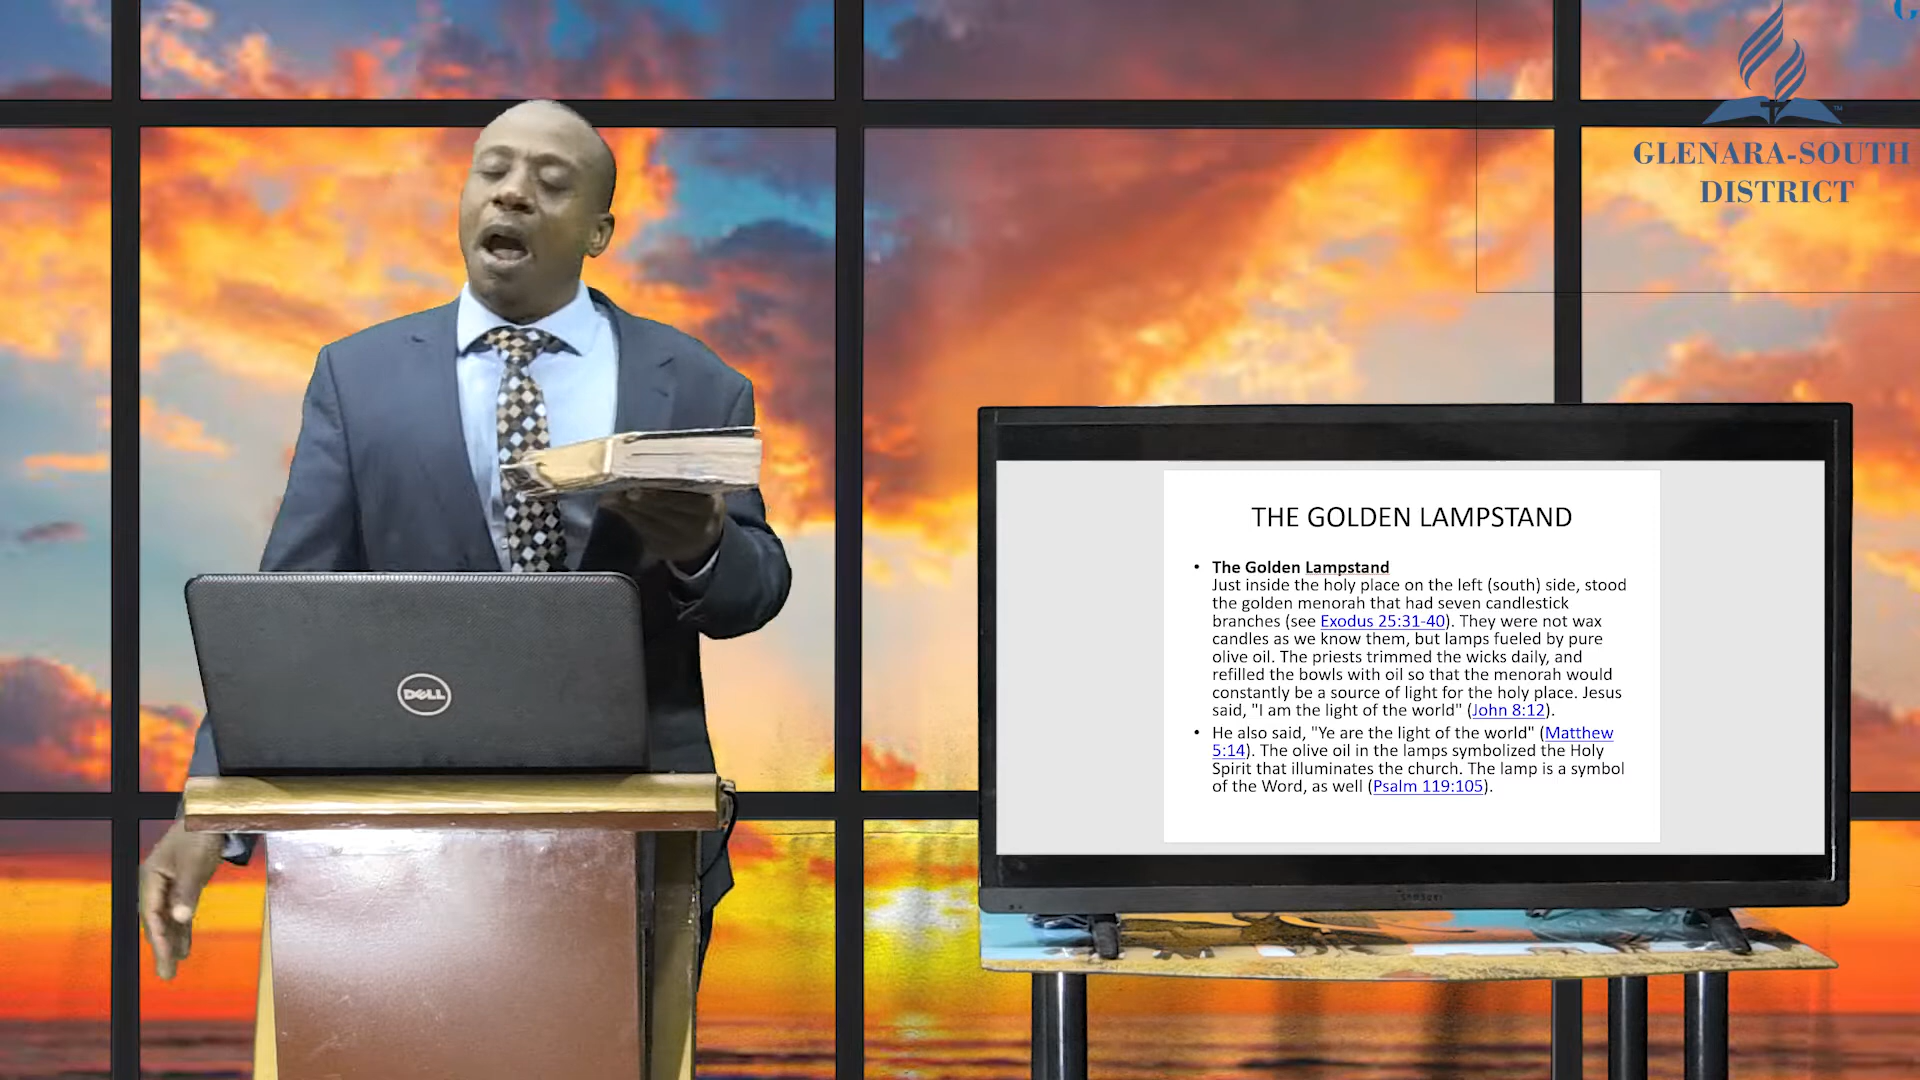 G
TM
GLENARA-SOUTH
DISTRICT
THE GOLDEN LAMPSTAND
• The Golden Lampstand
Just inside the holy place on the left (south) side, stood
the golden menorah that had seven candlestick
branches (see Exodus 25:31-40). They were not wax
candles as we know them, but lamps fueled by pure
olive oil. The priests trimmed the wicks daily, and
refilled the bowls with oil so that the menorah would
constantly be a source of light for the holy place. Jesus
said, "I am the light of the world" (John 8:12).
• He also said, "Ye are the light of the world" (Matthew
5:14). The olive oil in the lamps symbolized the Holy
Spirit that illuminates the church. The lamp is a symbol
of the Word, as well (Psalm 119:105).
DELL
SAMSUNG